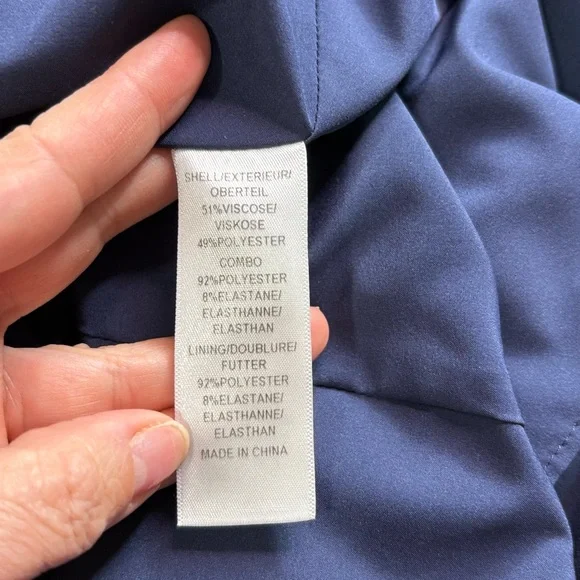 SHELL/EXTERIEUR/
OBERTEIL
51%VISCOSE/
VISKOSE
49%POLYESTER
COMBO
92%POLYESTER
8%ELASTANE/
ELASTHANNE/
ELASTHAN
LINING/DOUBLURE/
FUTTER
92%POLYESTER
8%ELASTANE/
ELASTHANNE/
ELASTHAN
MADE IN CHINA